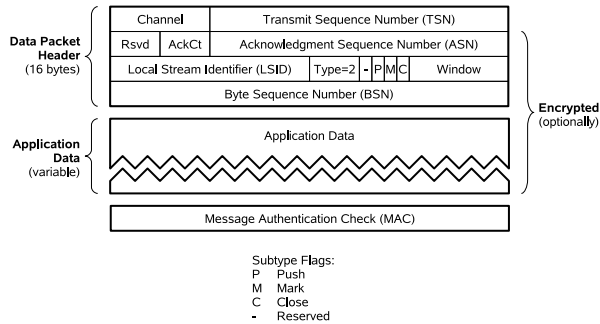 Channel Transmit Sequence Number (TSN)
Data Packet
Header
(16 bytes)
Rsvd AckCt Acknowledgment Sequence Number (ASN)
Local Stream Identifier (LSID) Type=2 - P M C Window
Byte Sequence Number (BSN)
Encrypted
(optionally)
Application
Data
(variable)
Application Data
Message Authentication Check (MAC)
Subtype Flags:
P Push
M Mark
C Close
- Reserved